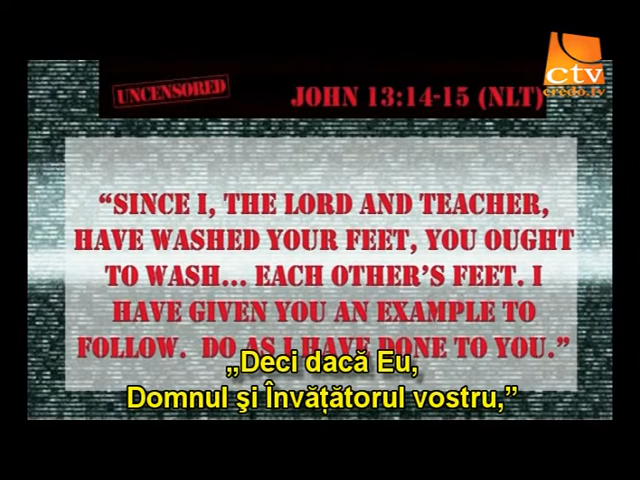 UNCENSORED
JOHN 13:14-15 (NLT)
ctv
credo.tv
“SINCE I, THE LORD AND TEACHER,
HAVE WASHED YOUR FEET, YOU OUGHT
TO WASH... EACH OTHER’S FEET. I
HAVE GIVEN YOU AN EXAMPLE TO
FOLLOW. DO AS I HAVE DONE TO YOU.”
„Deci dacă Eu,
Domnul şi Învăţătorul vostru,”